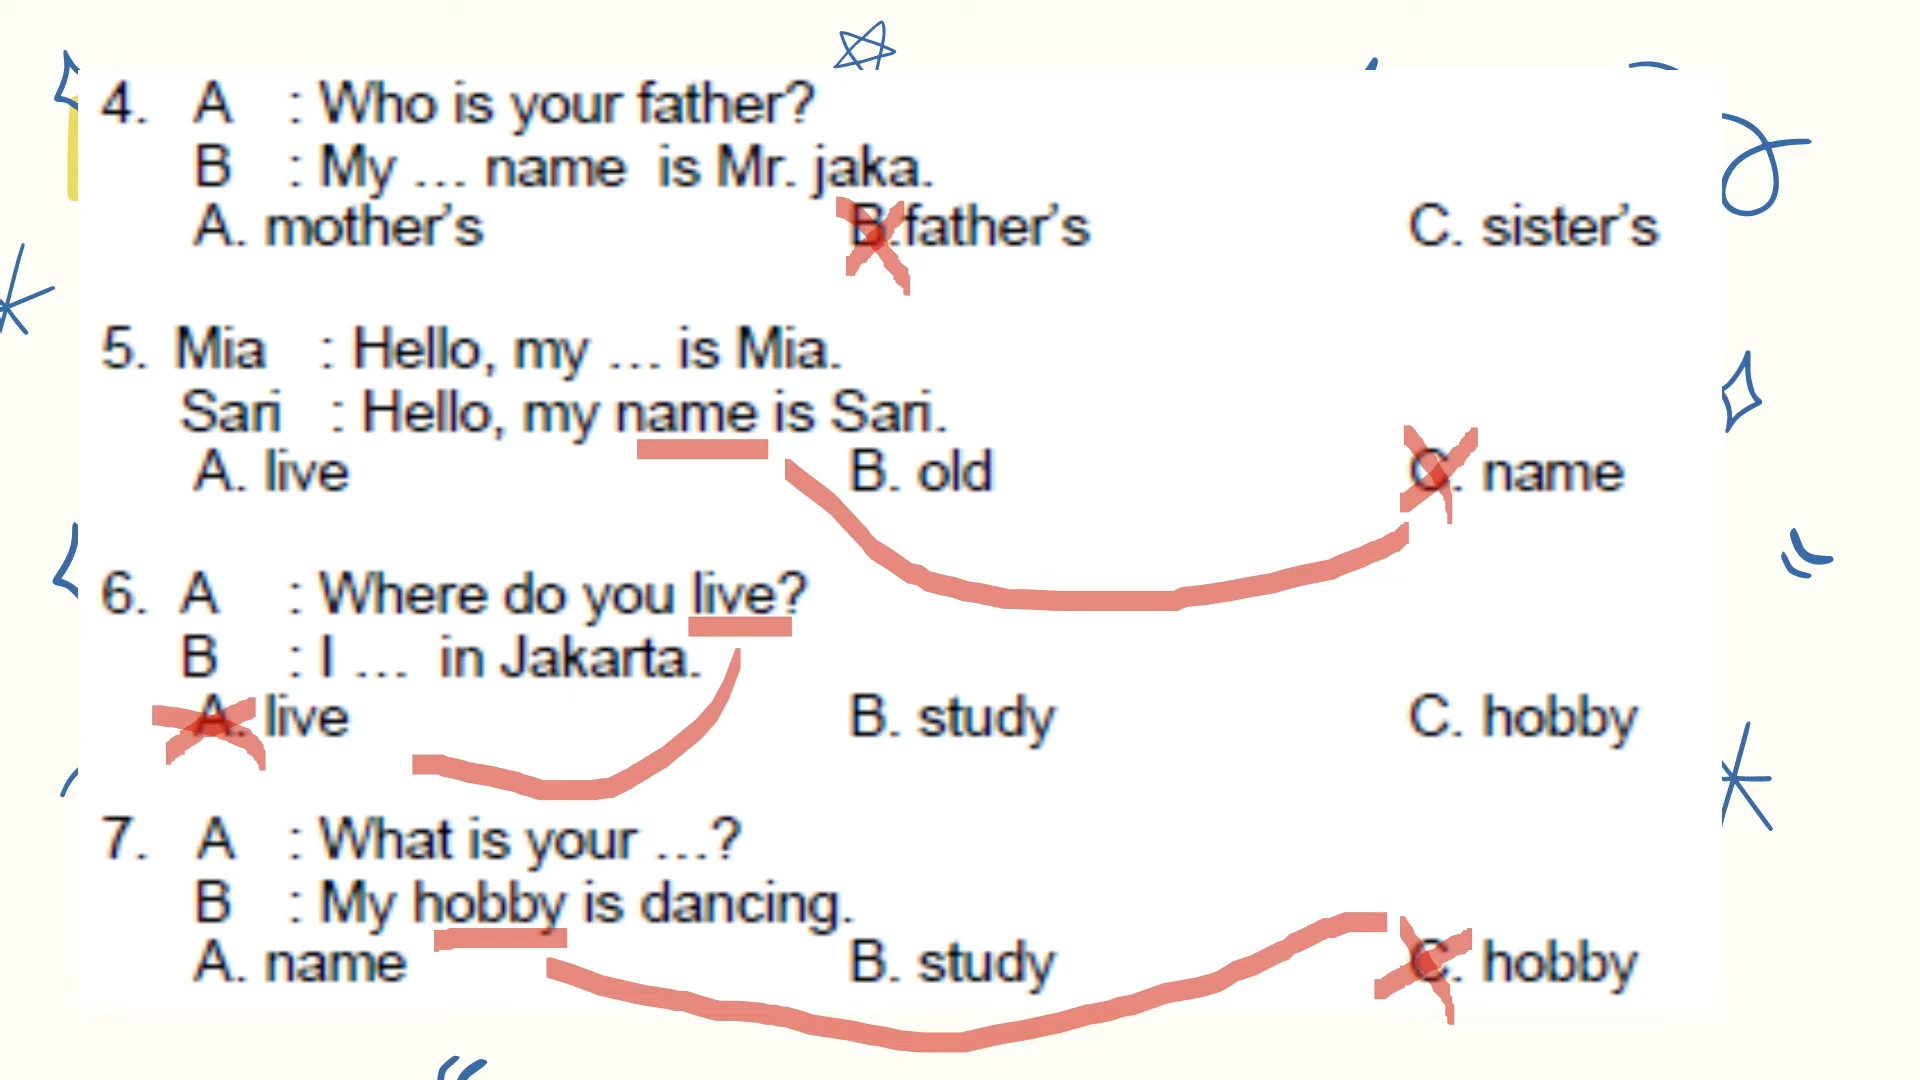 4. A : Who is your father?
B : My ... name is Mr. jaka.
A. mother's B.father's C. sister's
5. Mia : Hello, my ... is Mia.
Sari : Hello, my name is Sari.
A. live B. old C. name
6. A : Where do you live?
B : I ... in Jakarta.
A. live B. study C. hobby
7. A : What is your ...?
B : My hobby is dancing.
A. name B. study C. hobby